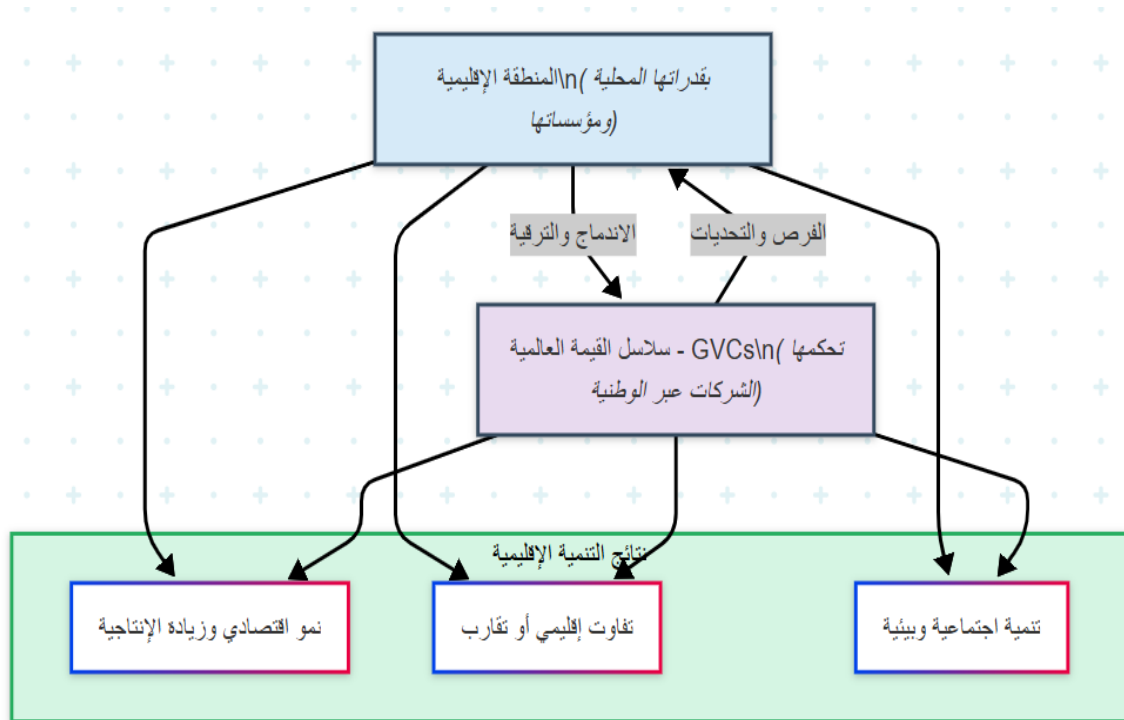 المنطقة الإقليمية\n( بقدراتها المحلية
ومؤسساتها)
الاندماج والترقية
الفرص والتحديات
سلاسل القيمة العالمية - GVCs\n( تحكمها
الشركات عبر الوطنية)
نتائج التنمية الإقليمية
نمو اقتصادي وزيادة الإنتاجية
تفاوت إقليمي أو تقارب
تنمية اجتماعية وبيئية